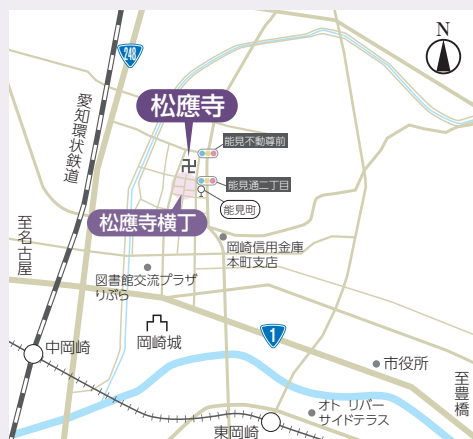 N
248
松應寺
愛知環状鉄道
能見不動尊前
卍
能見通二丁目
能見町
松應寺横丁
至名古屋
岡崎信用金庫
本町支店
図書館交流プラザ
りぶら
岡崎城
1
中岡崎
市役所
至豊橋
オト リバー
サイドテラス
東岡崎